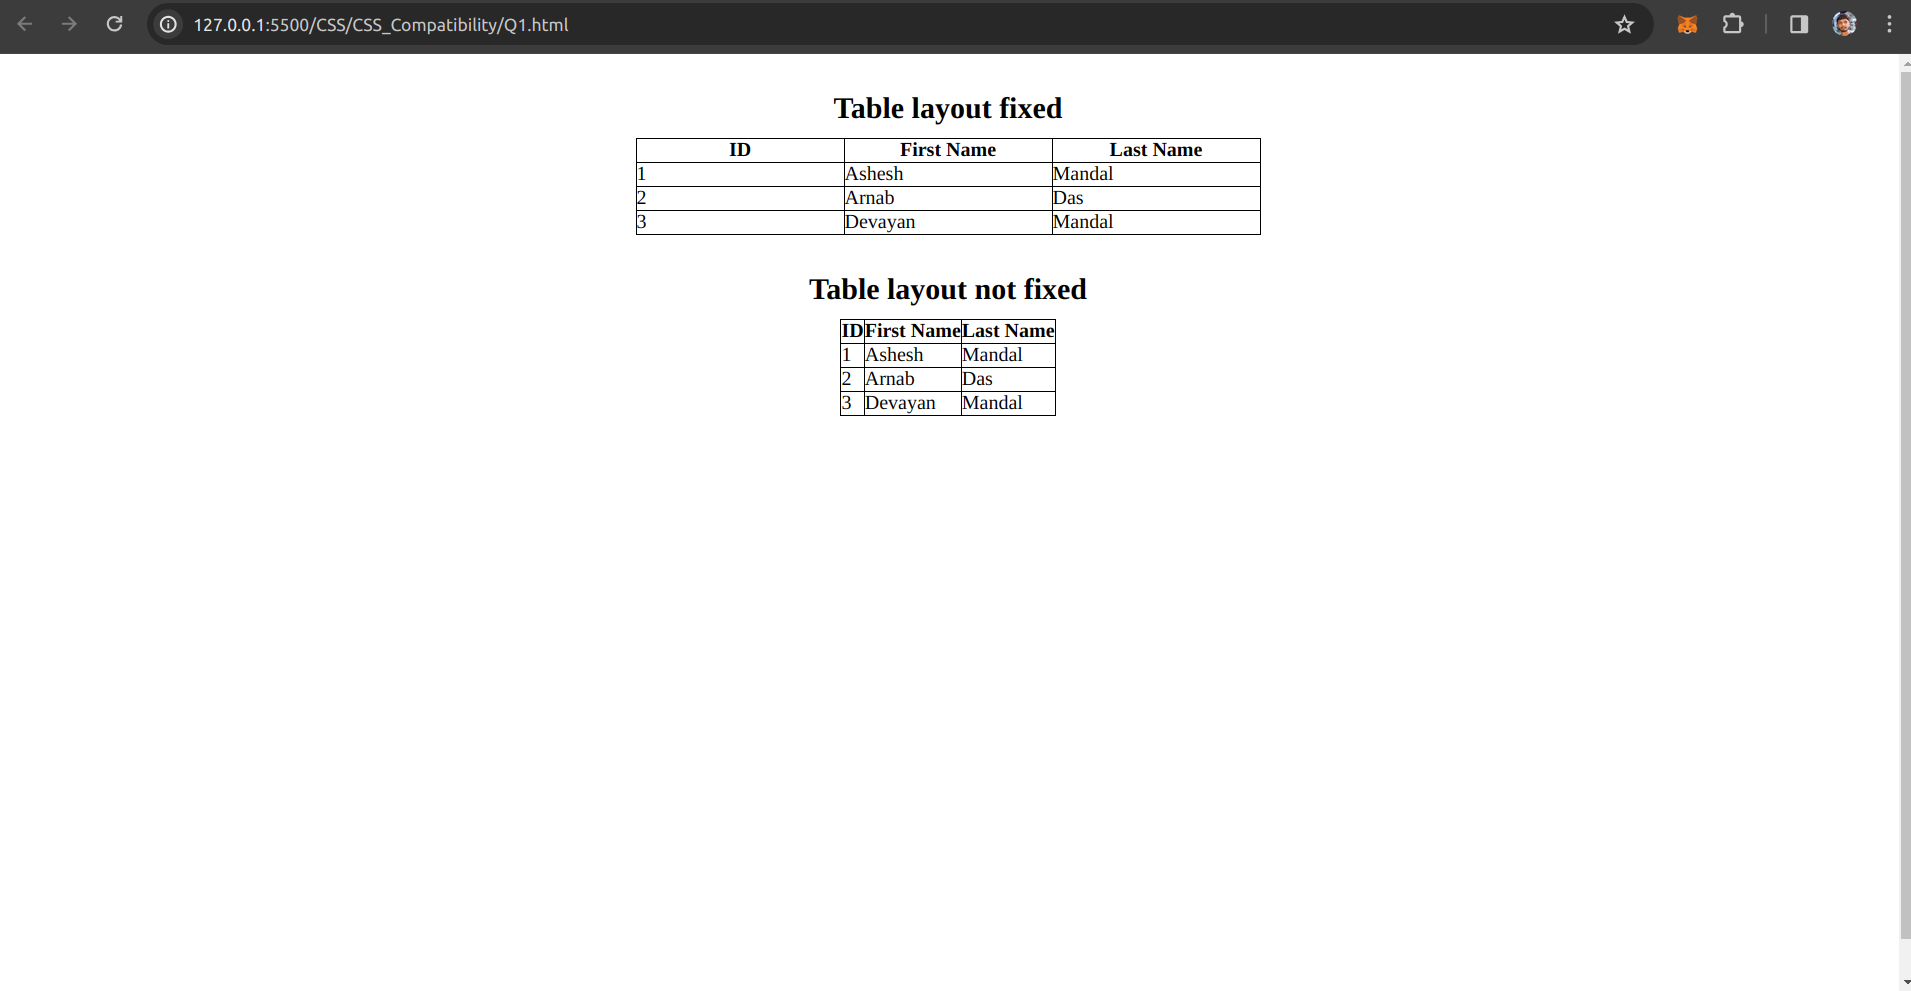 127.0.0.1:5500/CSS/CSS_Compatibility/Q1.html
Table layout fixed
ID First Name Last Name
1 Ashesh Mandal
2 Arnab Das
3 Devayan Mandal
Table layout not fixed
ID First Name Last Name
1 Ashesh Mandal
2 Arnab Das
3 Devayan Mandal